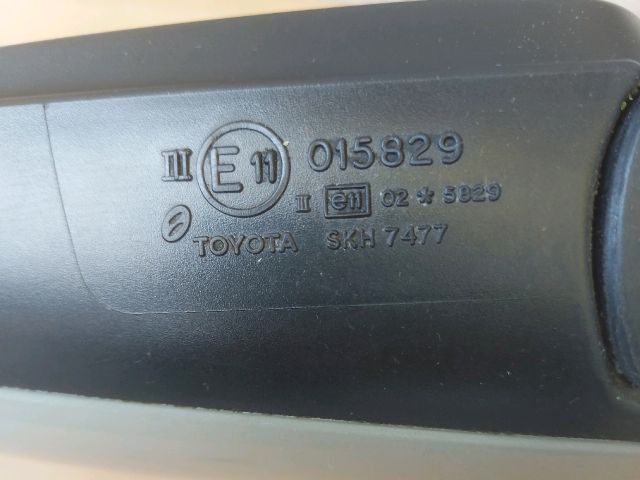 III E 11 015829
II e11 02 * 5829
TOYOTA SKH 7477